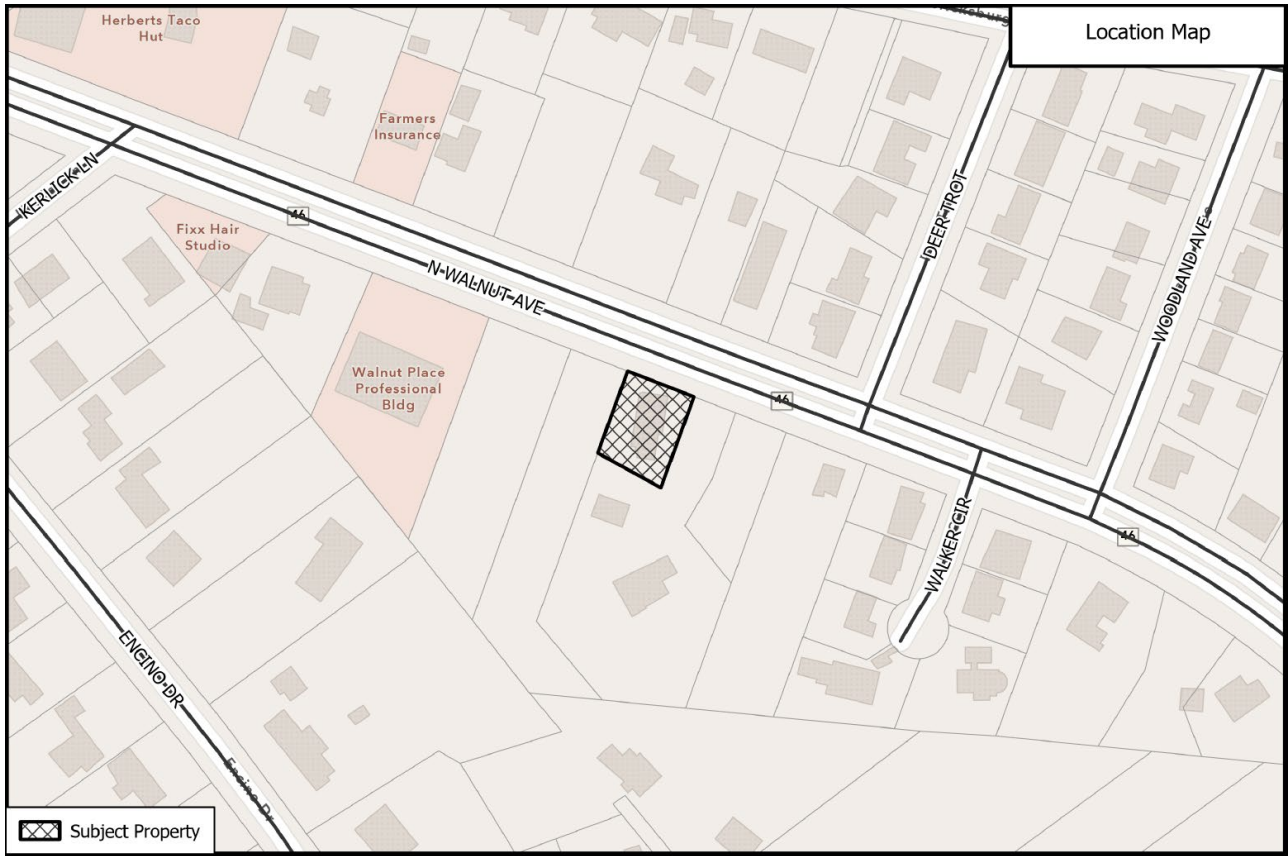 Location Map
Herberts Taco
Hut
Farmers
Insurance
KERLICK LN
46
Fixx Hair
Studio
N WALNUT AVE
DEER TROT
WOODLAND AVE
Walnut Place
Professional
Bldg
46
46
WALKER CIR
ENCINO DR
Encino Dr
Subject Property